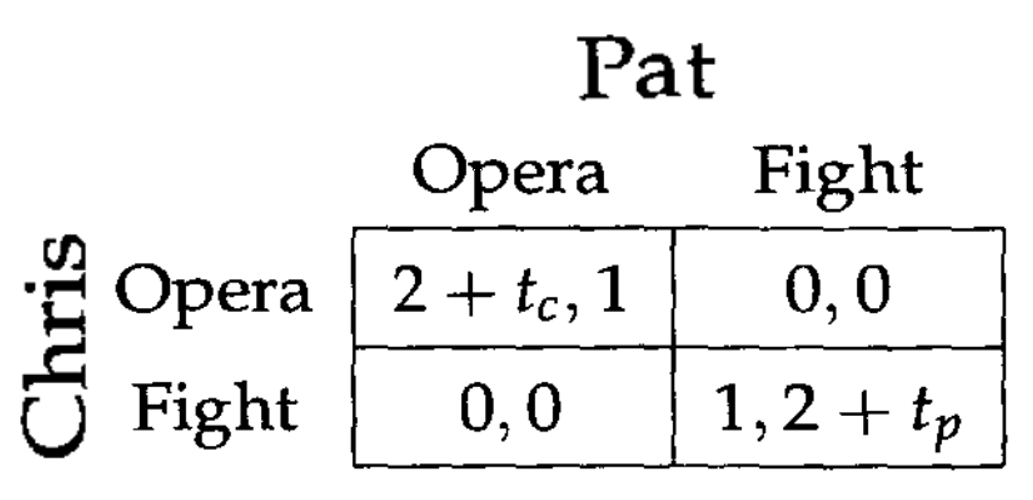 Pat
Opera Fight
Chris
Opera 2 + t_c, 1 0, 0
Fight 0, 0 1, 2 + t_p